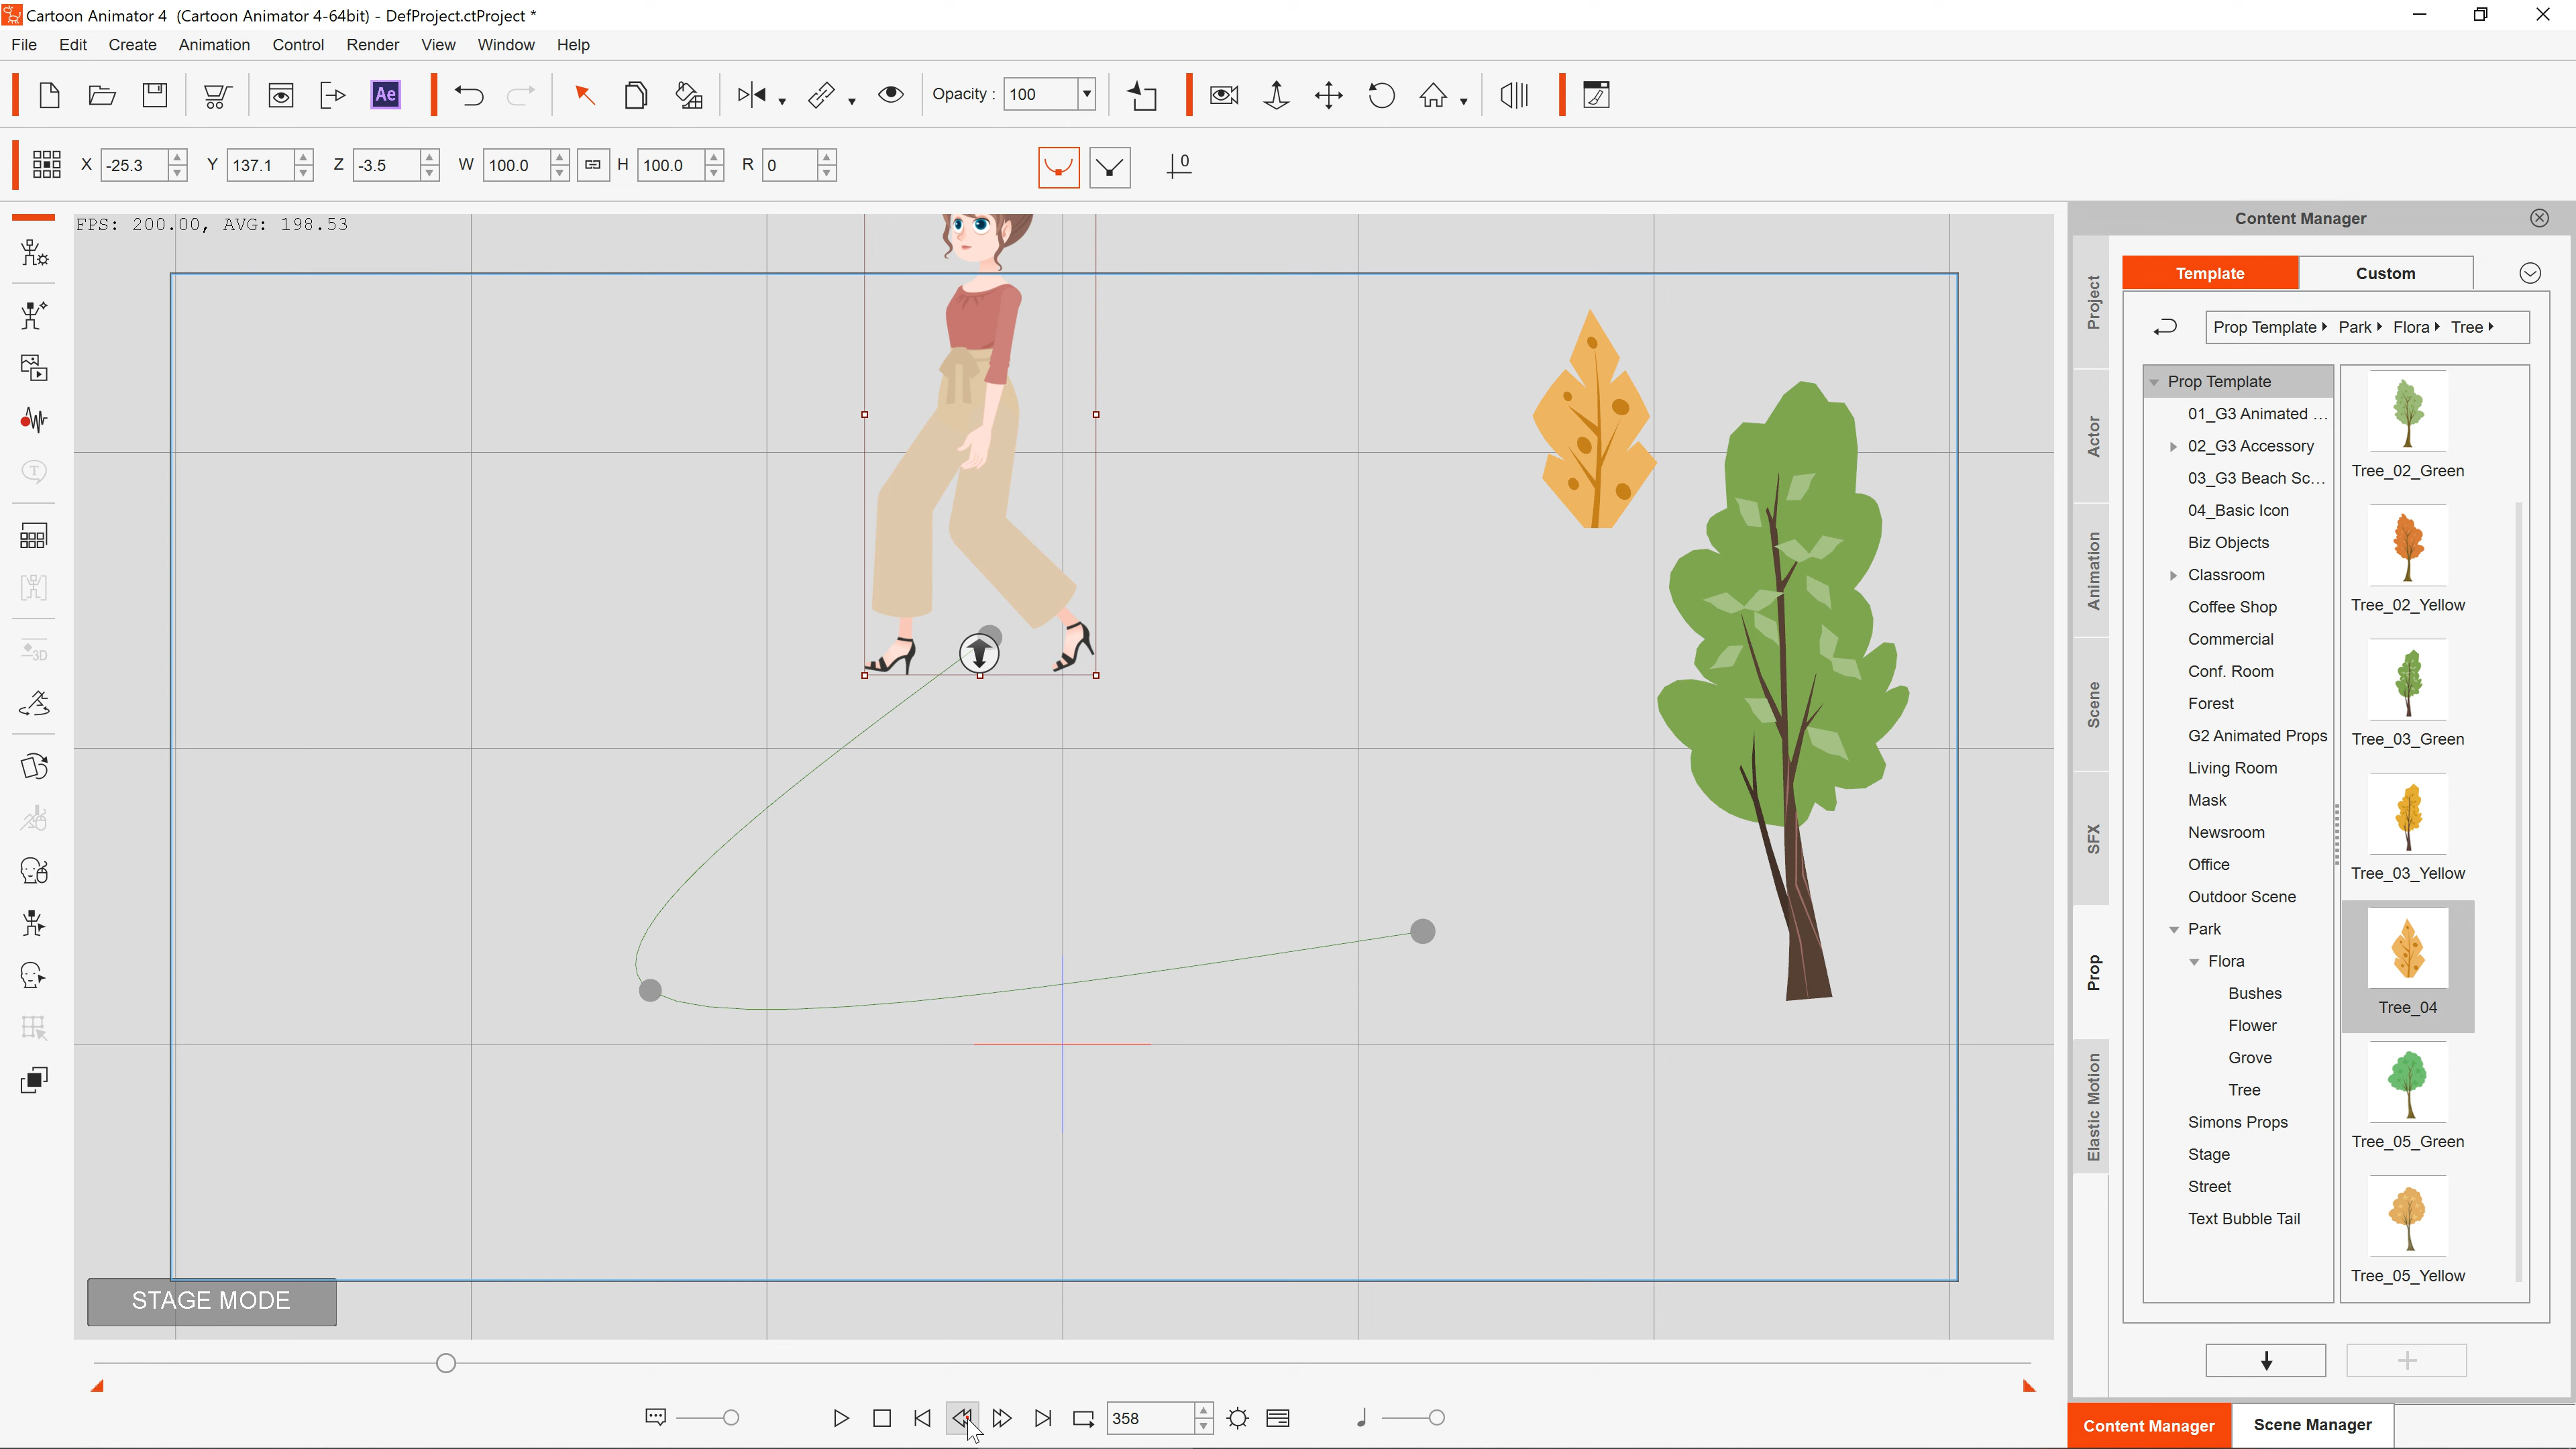 Cartoon Animator 4 (Cartoon Animator 4-64bit) - DefProject.ctProject *
File Edit Create Animation Control Render View Window Help
Ae Opacity : 100
X -25.3 Y 137.1 Z -3.5 W 100.0 H 100.0 R 0 0
FPS: 200.00, AVG: 198.53
T
3D
STAGE MODE
358
Content Manager
Project
Actor
Animation
Scene
SFX
Prop
Elastic Motion
Template Custom
Prop Template Park Flora Tree
Prop Template
01_G3 Animated ...
02_G3 Accessory
03_G3 Beach Sc...
04_Basic Icon
Biz Objects
Classroom
Coffee Shop
Commercial
Conf. Room
Forest
G2 Animated Props
Living Room
Mask
Newsroom
Office
Outdoor Scene
Park
Flora
Bushes
Flower
Grove
Tree
Simons Props
Stage
Street
Text Bubble Tail
Tree_02_Green
Tree_02_Yellow
Tree_03_Green
Tree_03_Yellow
Tree_04
Tree_05_Green
Tree_05_Yellow
Content Manager Scene Manager